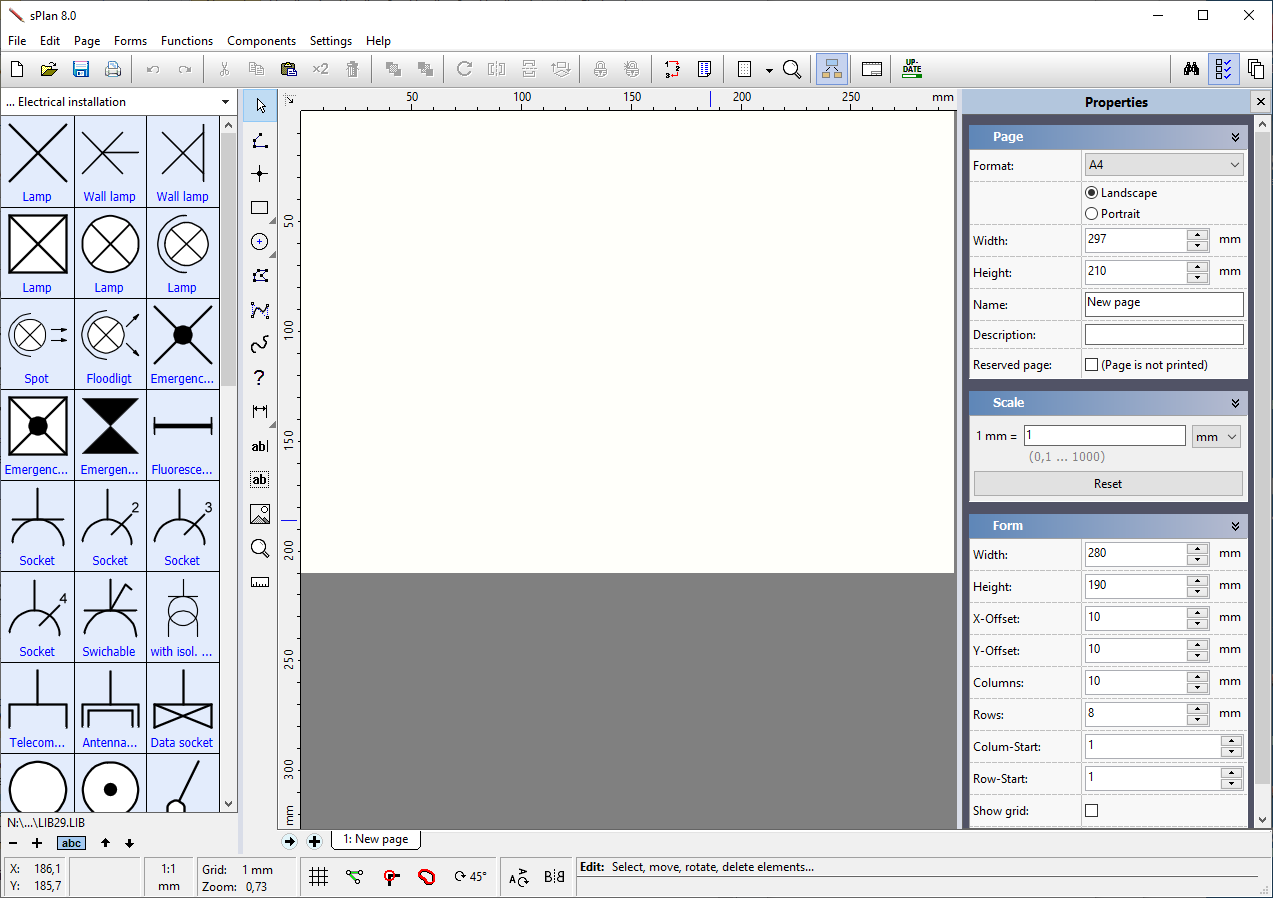 sPlan 8.0
File Edit Page Forms Functions Components Settings Help
×2 1. 2 3 UP-DATE
... Electrical installation
50 100 150 200 250 mm
Properties
Lamp Wall lamp Wall lamp
Lamp Lamp Lamp
Spot Floodligt Emergenc...
Emergenc... Emergen... Fluoresce...
2 3
Socket Socket Socket
4
Socket Swichable with isol. ...
Telecom... Antenna... Data socket
N:\...\LIB29.LIB
abc
?
ab|
ab
50
100
150
200
250
300
mm
1: New page
Page
Format: A4
Landscape
Portrait
Width: 297 mm
Height: 210 mm
Name: New page
Description:
Reserved page: (Page is not printed)
Scale
1 mm = 1 mm
(0,1 ... 1000)
Reset
Form
Width: 280 mm
Height: 190 mm
X-Offset: 10 mm
Y-Offset: 10 mm
Columns: 10 mm
Rows: 8 mm
Colum-Start: 1
Row-Start: 1
Show grid:
X: 186,1
Y: 185,7
1:1
mm
Grid: 1 mm
Zoom: 0,73
45°
Edit: Select, move, rotate, delete elements...